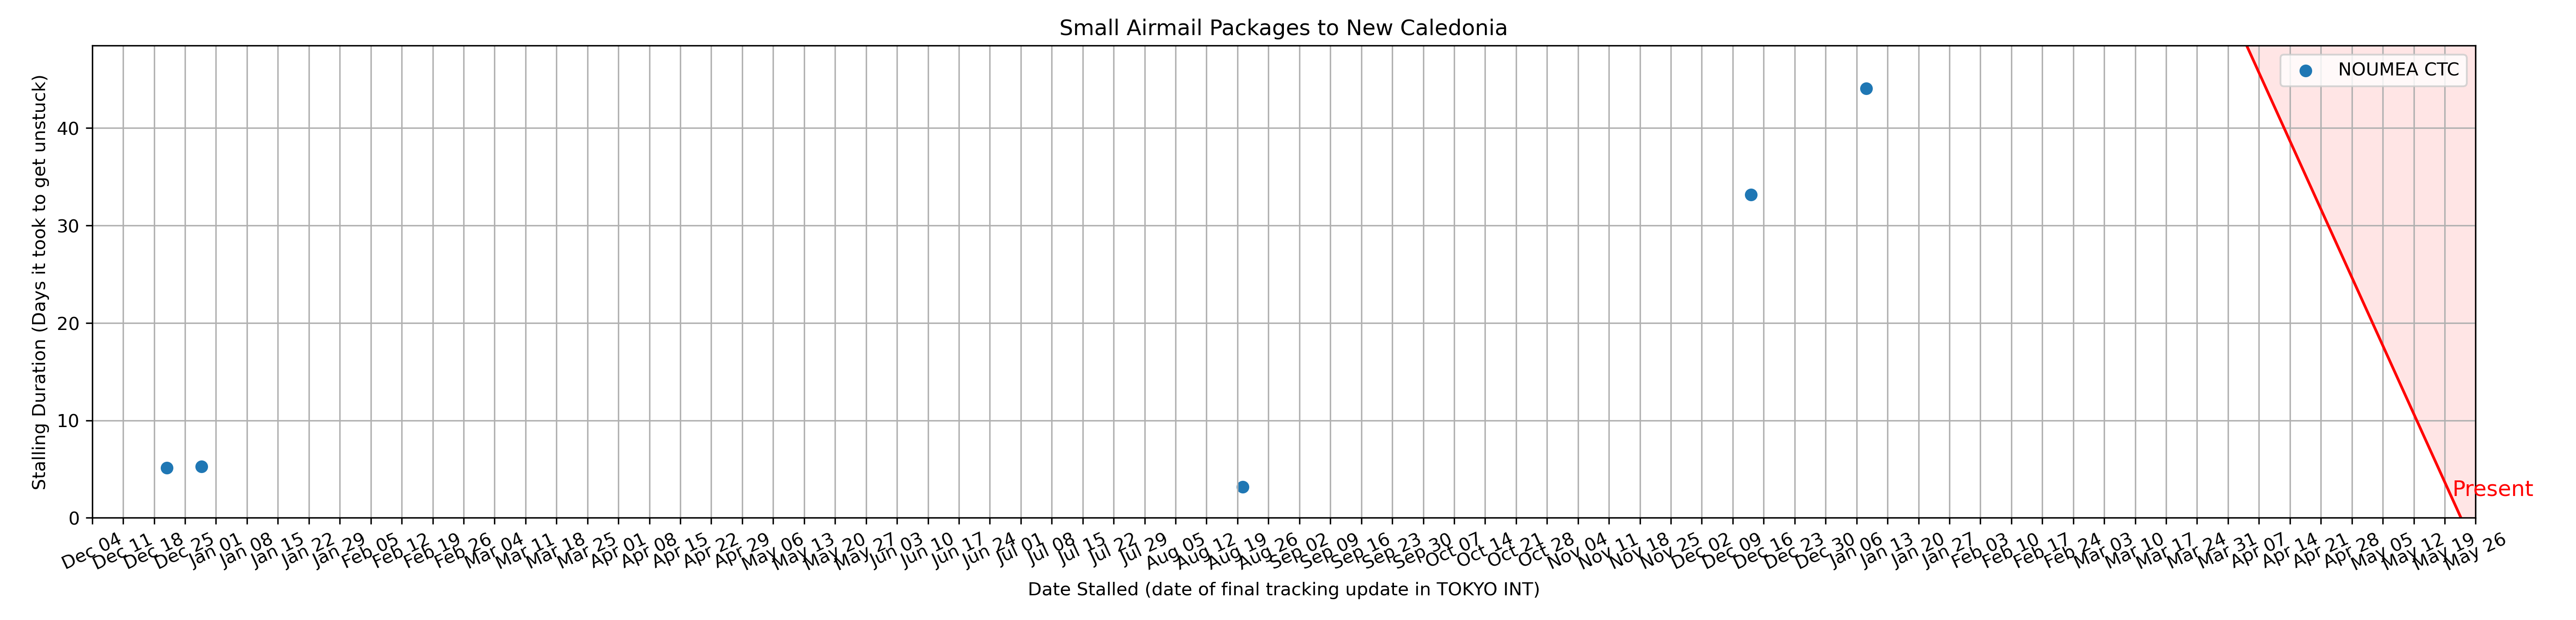 Small Airmail Packages to New Caledonia
NOUMEA CTC
Stalling Duration (Days it took to get unstuck)
40
30
20
10
0
Present
Dec 04 Dec 11 Dec 18 Dec 25 Jan 01 Jan 08 Jan 15 Jan 22 Jan 29 Feb 05 Feb 12 Feb 19 Feb 26 Mar 04 Mar 11 Mar 18 Mar 25 Apr 01 Apr 08 Apr 15 Apr 22 Apr 29 May 06 May 13 May 20 May 27 Jun 03 Jun 10 Jun 17 Jun 24 Jul 01 Jul 08 Jul 15 Jul 22 Jul 29 Aug 05 Aug 12 Aug 19 Aug 26 Sep 02 Sep 09 Sep 16 Sep 23 Sep 30 Oct 07 Oct 14 Oct 21 Oct 28 Nov 04 Nov 11 Nov 18 Nov 25 Dec 02 Dec 09 Dec 16 Dec 23 Dec 30 Jan 06 Jan 13 Jan 20 Jan 27 Feb 03 Feb 10 Feb 17 Feb 24 Mar 03 Mar 10 Mar 17 Mar 24 Mar 31 Apr 07 Apr 14 Apr 21 Apr 28 May 05 May 12 May 19 May 26
Date Stalled (date of final tracking update in TOKYO INT)